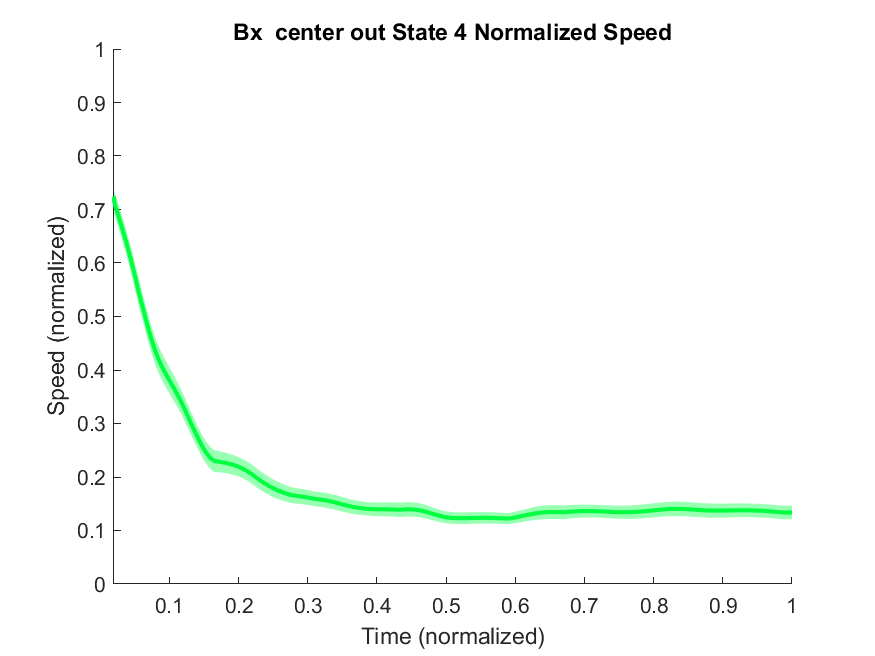 Bx  center out State 4 Normalized Speed
1
0.9
0.8
0.7
0.6
0.5
0.4
0.3
0.2
0.1
0
Speed (normalized)
0.1 0.2 0.3 0.4 0.5 0.6 0.7 0.8 0.9 1
Time (normalized)